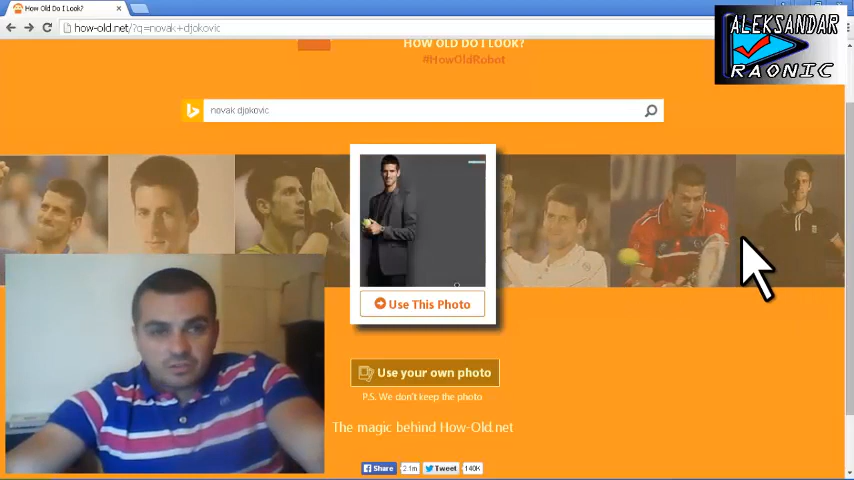 How Old Do I Look?
how-old.net/?q=novak+djokovic
ALEKSANDAR
RAONIC
HOW OLD DO I LOOK?
#HowOldRobot
novak djokovic
Use This Photo
Use your own photo
P.S. We don't keep the photo
The magic behind How-Old.net
Share 2.1m Tweet 140K